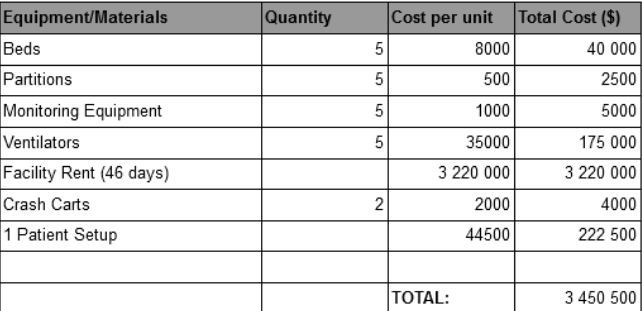 Equipment/Materials Quantity Cost per unit Total Cost ($)
Beds 5 8000 40 000
Partitions 5 500 2500
Monitoring Equipment 5 1000 5000
Ventilators 5 35000 175 000
Facility Rent (46 days) 3 220 000 3 220 000
Crash Carts 2 2000 4000
1 Patient Setup 44500 222 500
TOTAL: 3 450 500